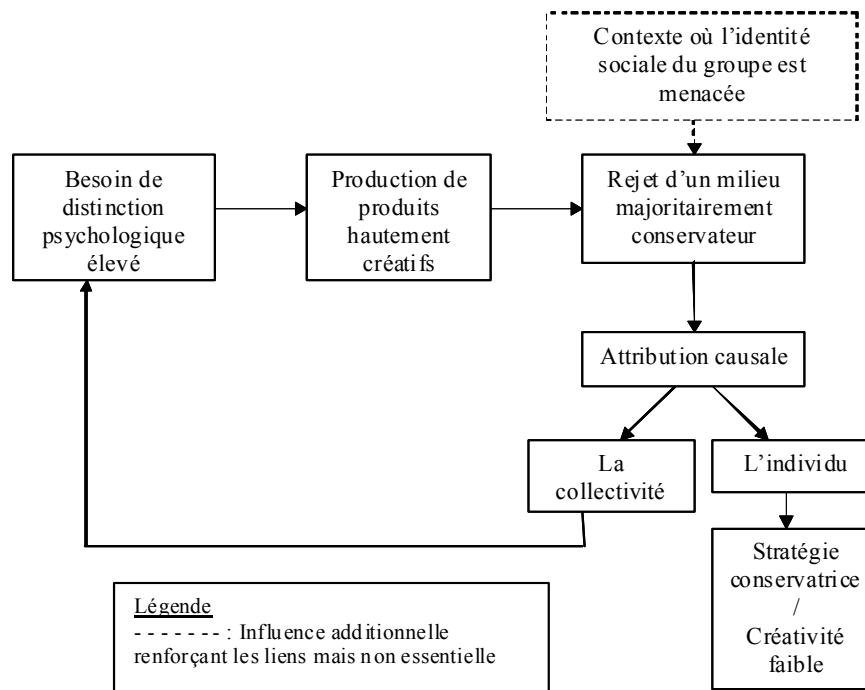 Contexte où l’identité
sociale du groupe est
menacée
Besoin de
distinction
psychologique
élevé
Production de
produits
hautement
créatifs
Rejet d’un milieu
majoritairement
conservateur
Attribution causale
La
collectivité
L’individu
Stratégie
conservatrice
/
Créativité
faible
Légende
- - - - - - - : Influence additionnelle
renforçant les liens mais non essentielle